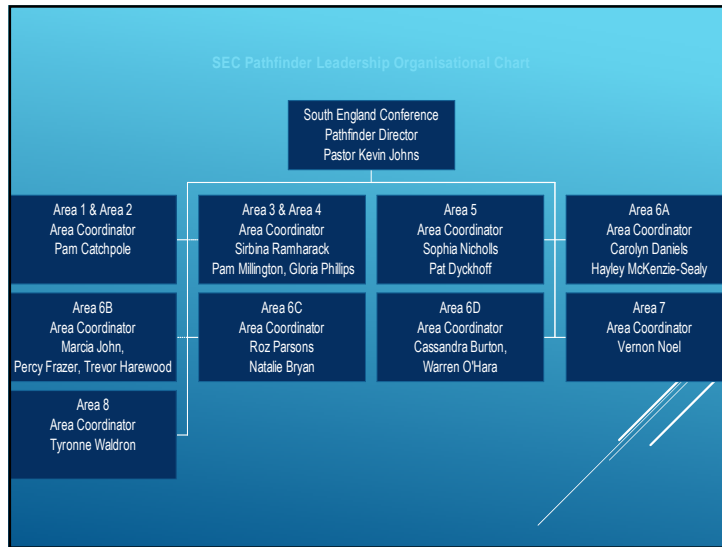 SEC Pathfinder Leadership Organisational Chart
South England Conference
Pathfinder Director
Pastor Kevin Johns
Area 1 & Area 2
Area Coordinator
Pam Catchpole
Area 3 & Area 4
Area Coordinator
Sirbina Ramharack
Pam Millington, Gloria Phillips
Area 5
Area Coordinator
Sophia Nicholls
Pat Dyckhoff
Area 6A
Area Coordinator
Carolyn Daniels
Hayley McKenzie-Sealy
Area 6B
Area Coordinator
Marcia John,
Percy Frazer, Trevor Harewood
Area 6C
Area Coordinator
Roz Parsons
Natalie Bryan
Area 6D
Area Coordinator
Cassandra Burton,
Warren O'Hara
Area 7
Area Coordinator
Vernon Noel
Area 8
Area Coordinator
Tyronne Waldron